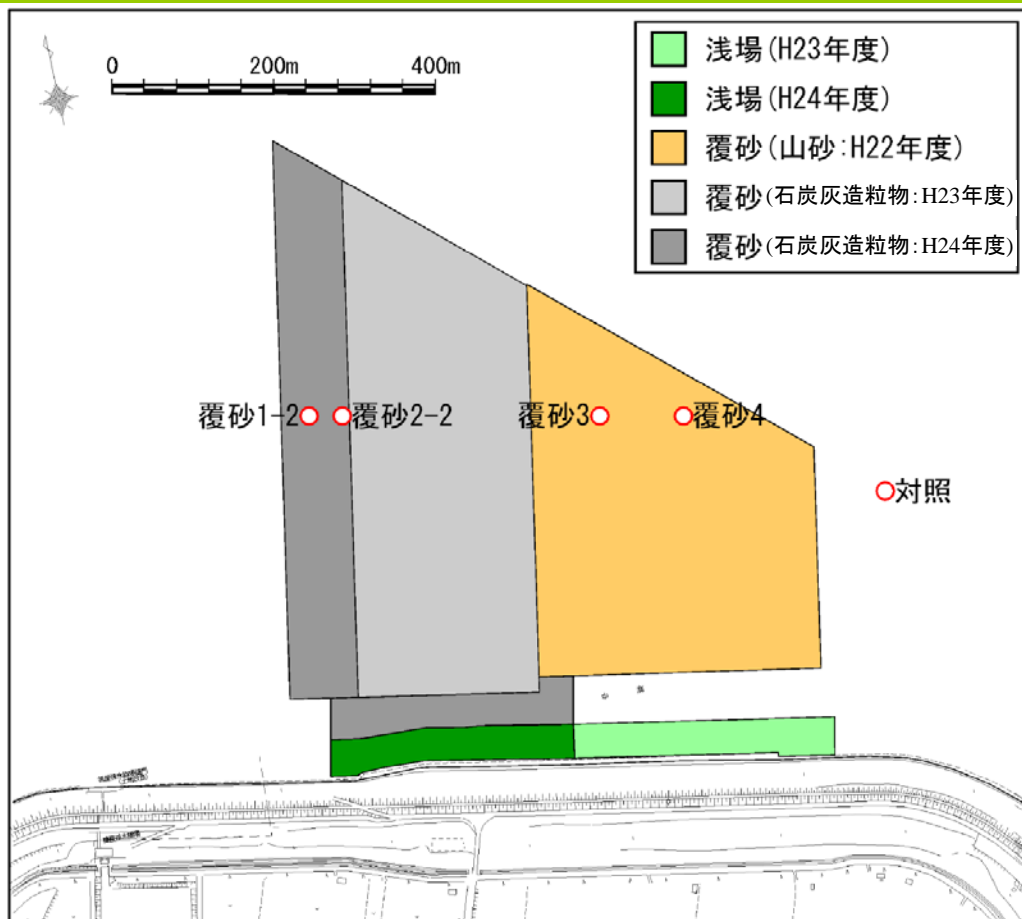 0 200m 400m
浅場(H23年度)
浅場(H24年度)
覆砂(山砂:H22年度)
覆砂(石炭灰造粒物:H23年度)
覆砂(石炭灰造粒物:H24年度)
覆砂1-2
覆砂2-2
覆砂3
覆砂4
対照